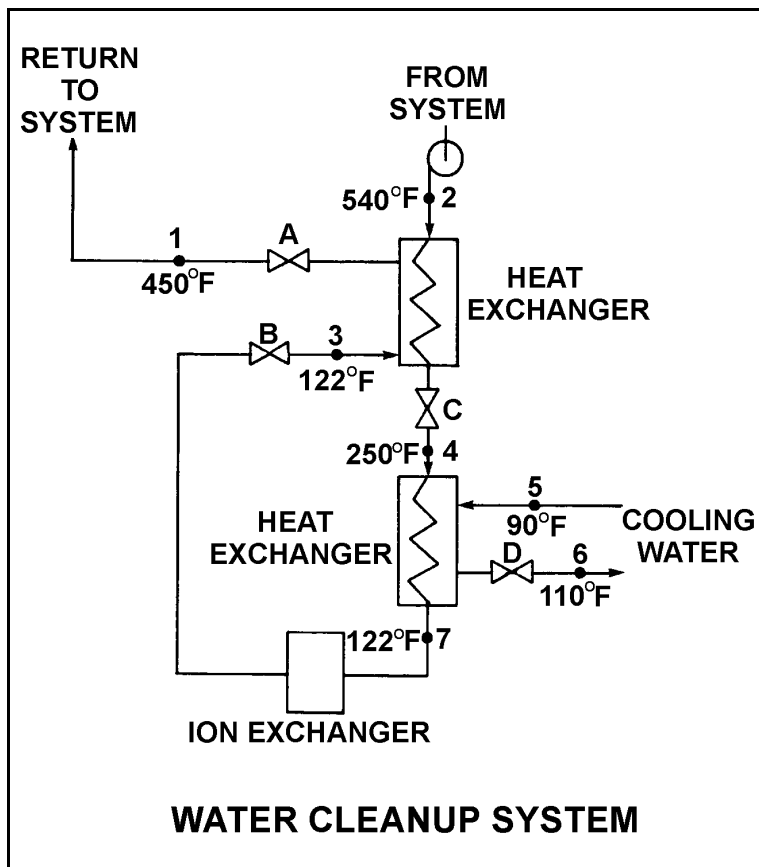 RETURN
TO
SYSTEM
FROM
SYSTEM
540°F 2
1
A
450°F
HEAT
EXCHANGER
B
3
122°F
C
250°F 4
HEAT
EXCHANGER
5
90°F
COOLING
WATER
D
6
110°F
122°F 7
ION EXCHANGER
WATER CLEANUP SYSTEM